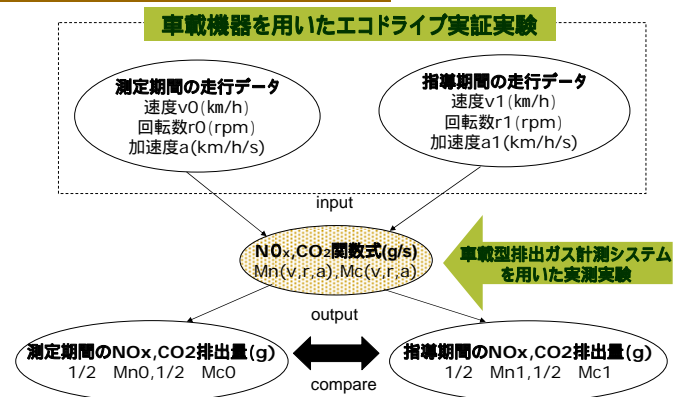 車載機器を用いたエコドライブ実証実験
測定期間の走行データ
速度v0(km/h)
回転数r0(rpm)
加速度a(km/h/s)
指導期間の走行データ
速度v1(km/h)
回転数r1(rpm)
加速度a1(km/h/s)
input
NOx,CO2関数式(g/s)
Mn(v,r,a),Mc(v,r,a)
車載型排出ガス計測システム
を用いた実測実験
output
測定期間のNOx,CO2排出量(g)
1/2 Mn0,1/2 Mc0
compare
指導期間のNOx,CO2排出量(g)
1/2 Mn1,1/2 Mc1